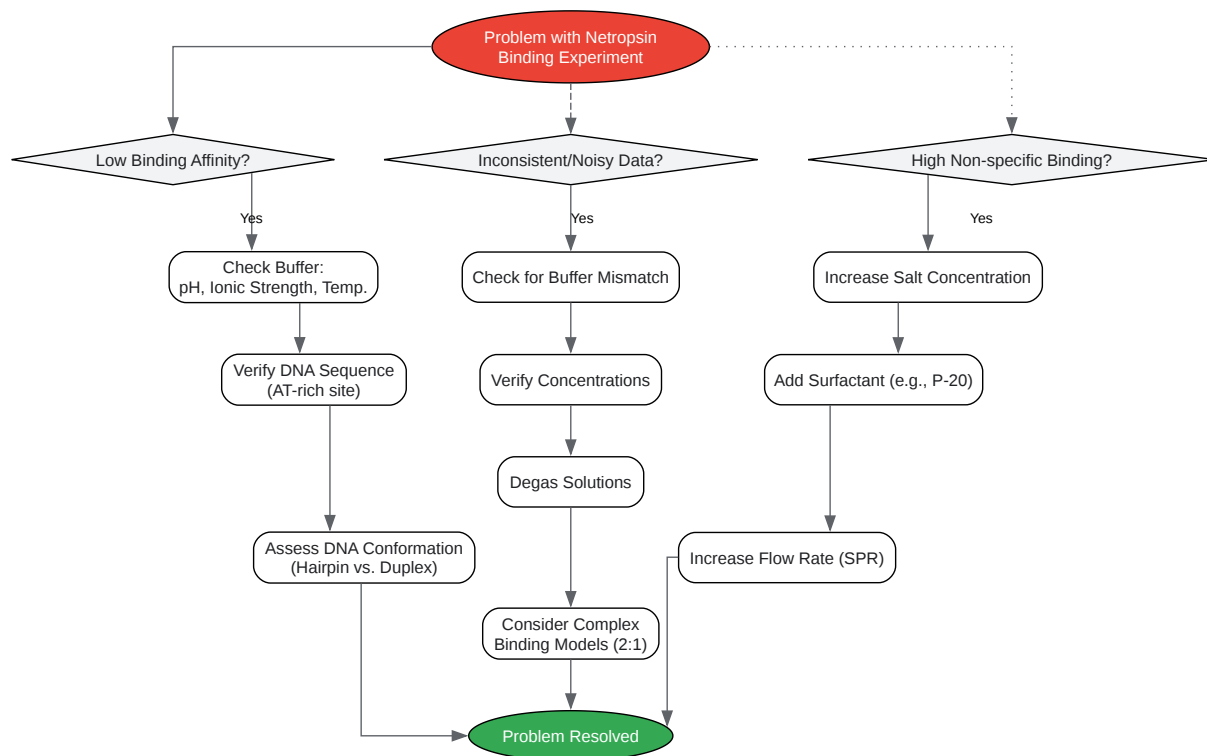 Problem with Netropsin
Binding Experiment
Low Binding Affinity?
Inconsistent/Noisy Data?
High Non-specific Binding?
Yes
Yes
Yes
Check Buffer:
pH, Ionic Strength, Temp.
Check for Buffer Mismatch
Increase Salt Concentration
Verify DNA Sequence
(AT-rich site)
Verify Concentrations
Add Surfactant (e.g., P-20)
Degas Solutions
Assess DNA Conformation
(Hairpin vs. Duplex)
Increase Flow Rate (SPR)
Consider Complex
Binding Models (2:1)
Problem Resolved